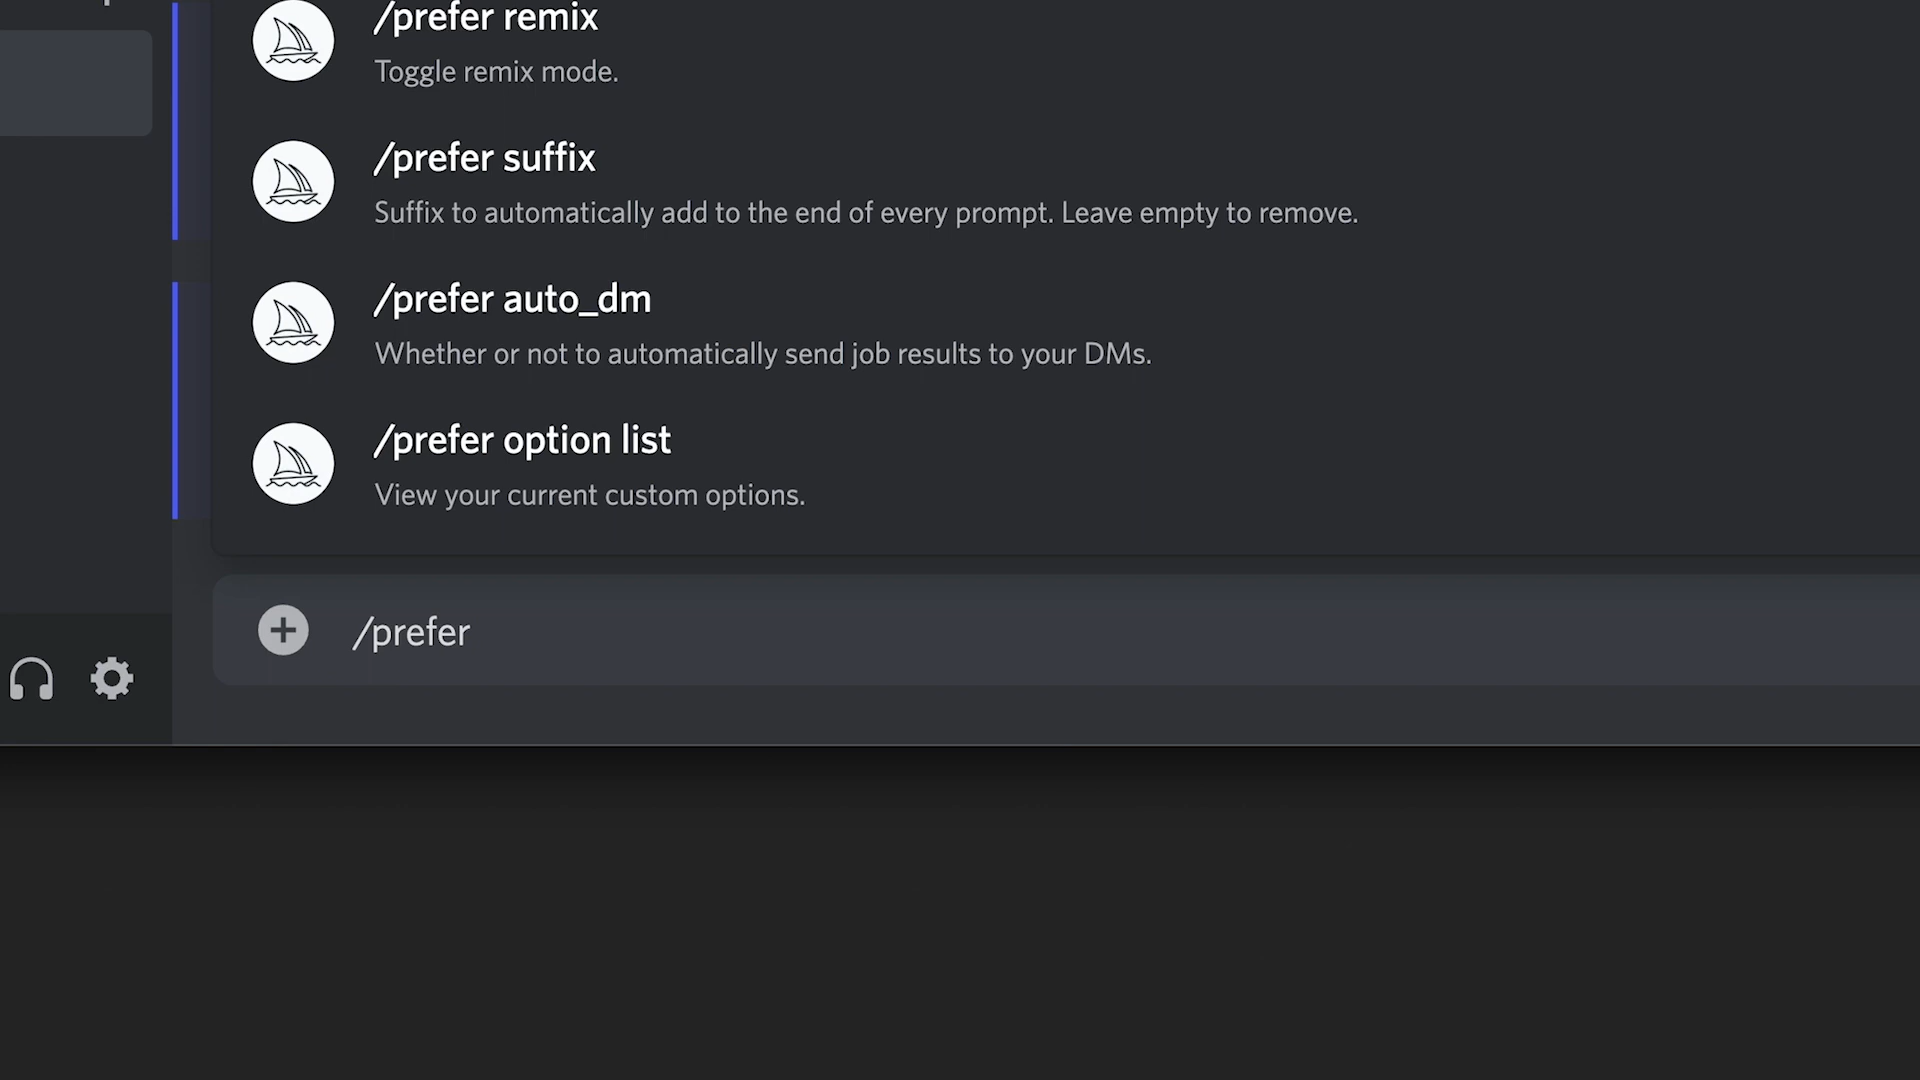 /prefer remix
Toggle remix mode.
/prefer suffix
Suffix to automatically add to the end of every prompt. Leave empty to remove.
/prefer auto_dm
Whether or not to automatically send job results to your DMs.
/prefer option list
View your current custom options.
/prefer